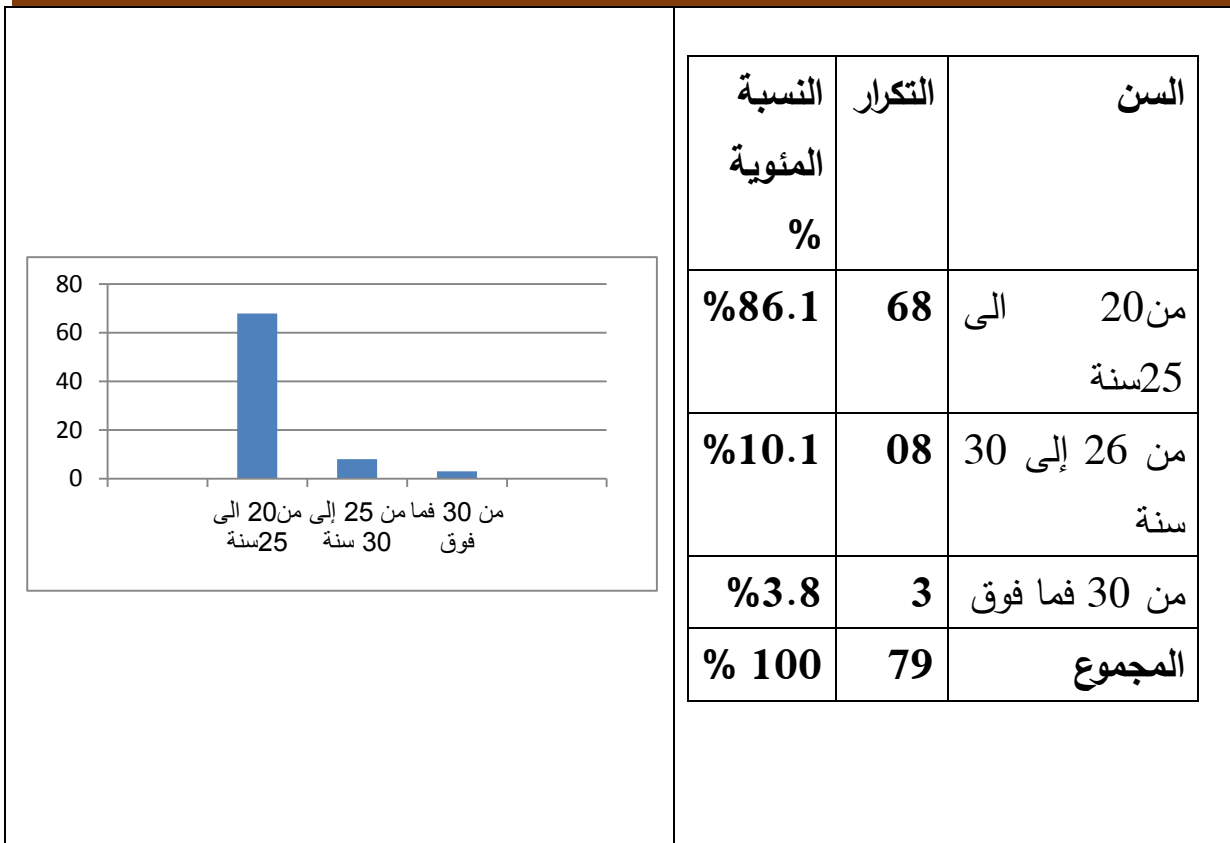 السن التكرار النسبة
المئوية
%
من20 الى 68 %86.1
25سنة
من 26 إلى 30 08 %10.1
سنة
من 30 فما فوق 3 %3.8
المجموع 79 % 100
80
60
40
20
0
من20 الى
25سنة
من 25 إلى
30 سنة
من 30 فما
فوق